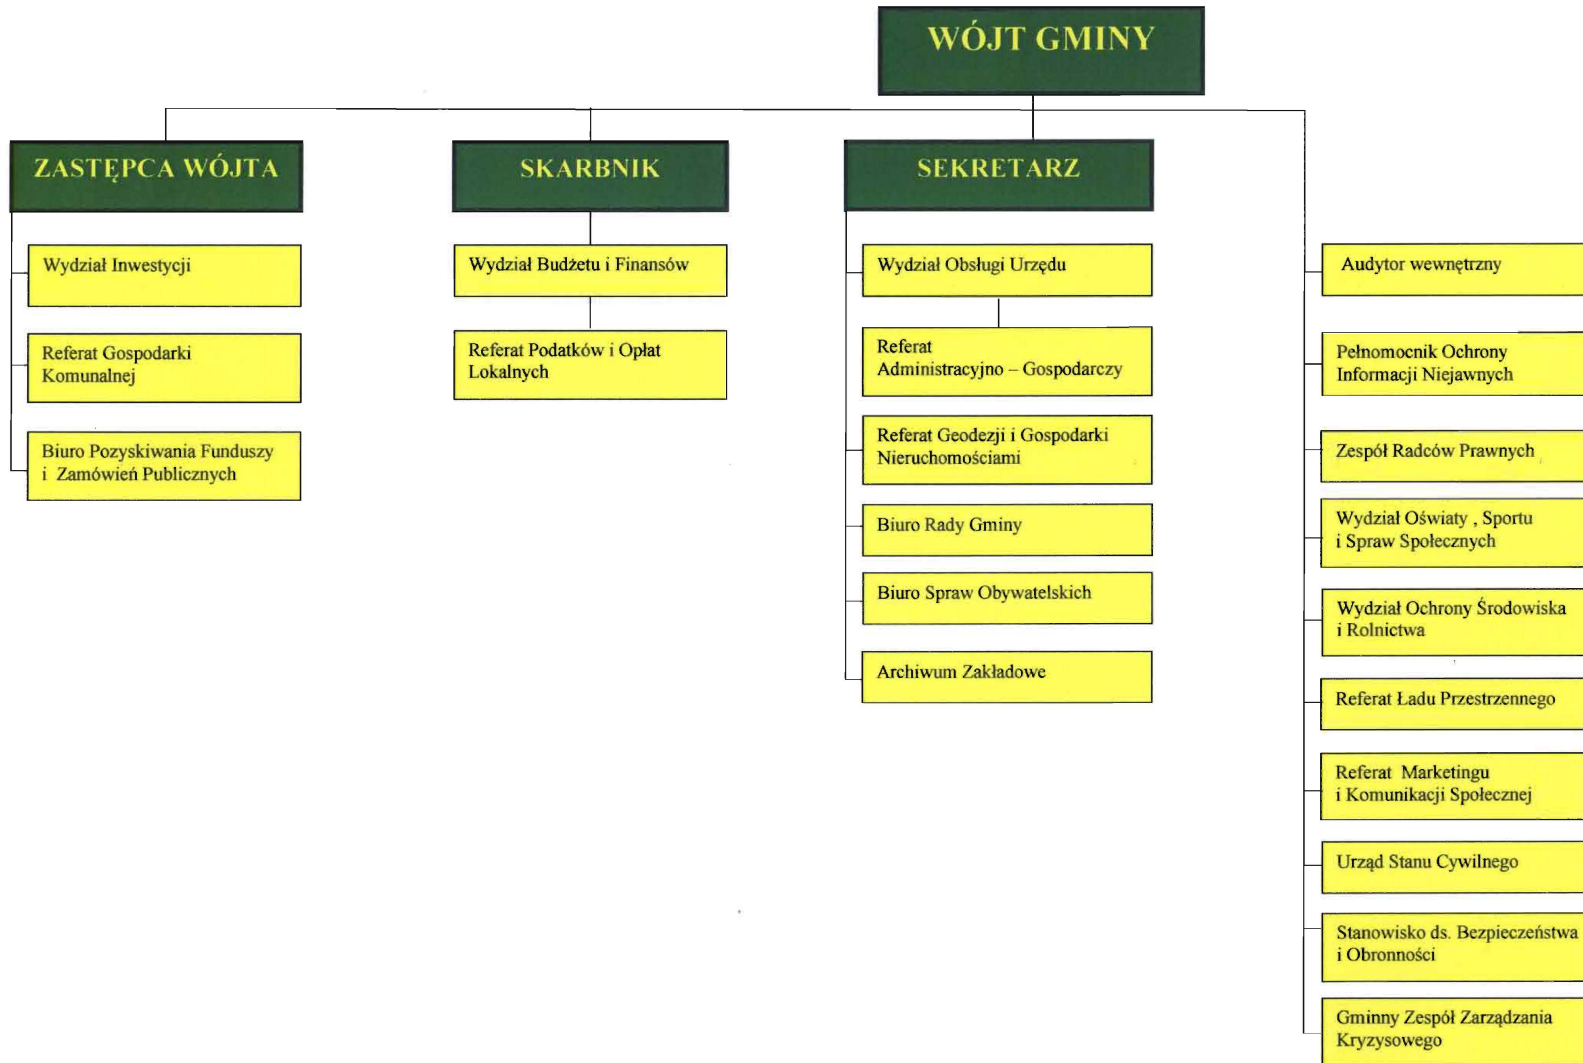 WÓJT GMINY
ZASTĘPCA WÓJTA
Wydział Inwestycji
Referat Gospodarki
Komunalnej
Biuro Pozyskiwania Funduszy
i Zamówień Publicznych
SKARBNIK
Wydział Budżetu i Finansów
Referat Podatków i Opłat
Lokalnych
SEKRETARZ
Wydział Obsługi Urzędu
Referat
Administracyjno – Gospodarczy
Referat Geodezji i Gospodarki
Nieruchomościami
Biuro Rady Gminy
Biuro Spraw Obywatelskich
Archiwum Zakładowe
Audytor wewnętrzny
Pełnomocnik Ochrony
Informacji Niejawnych
Zespół Radców Prawnych
Wydział Oświaty , Sportu
i Spraw Społecznych
Wydział Ochrony Środowiska
i Rolnictwa
Referat Ładu Przestrzennego
Referat Marketingu
i Komunikacji Społecznej
Urząd Stanu Cywilnego
Stanowisko ds. Bezpieczeństwa
i Obronności
Gminny Zespół Zarządzania
Kryzysowego